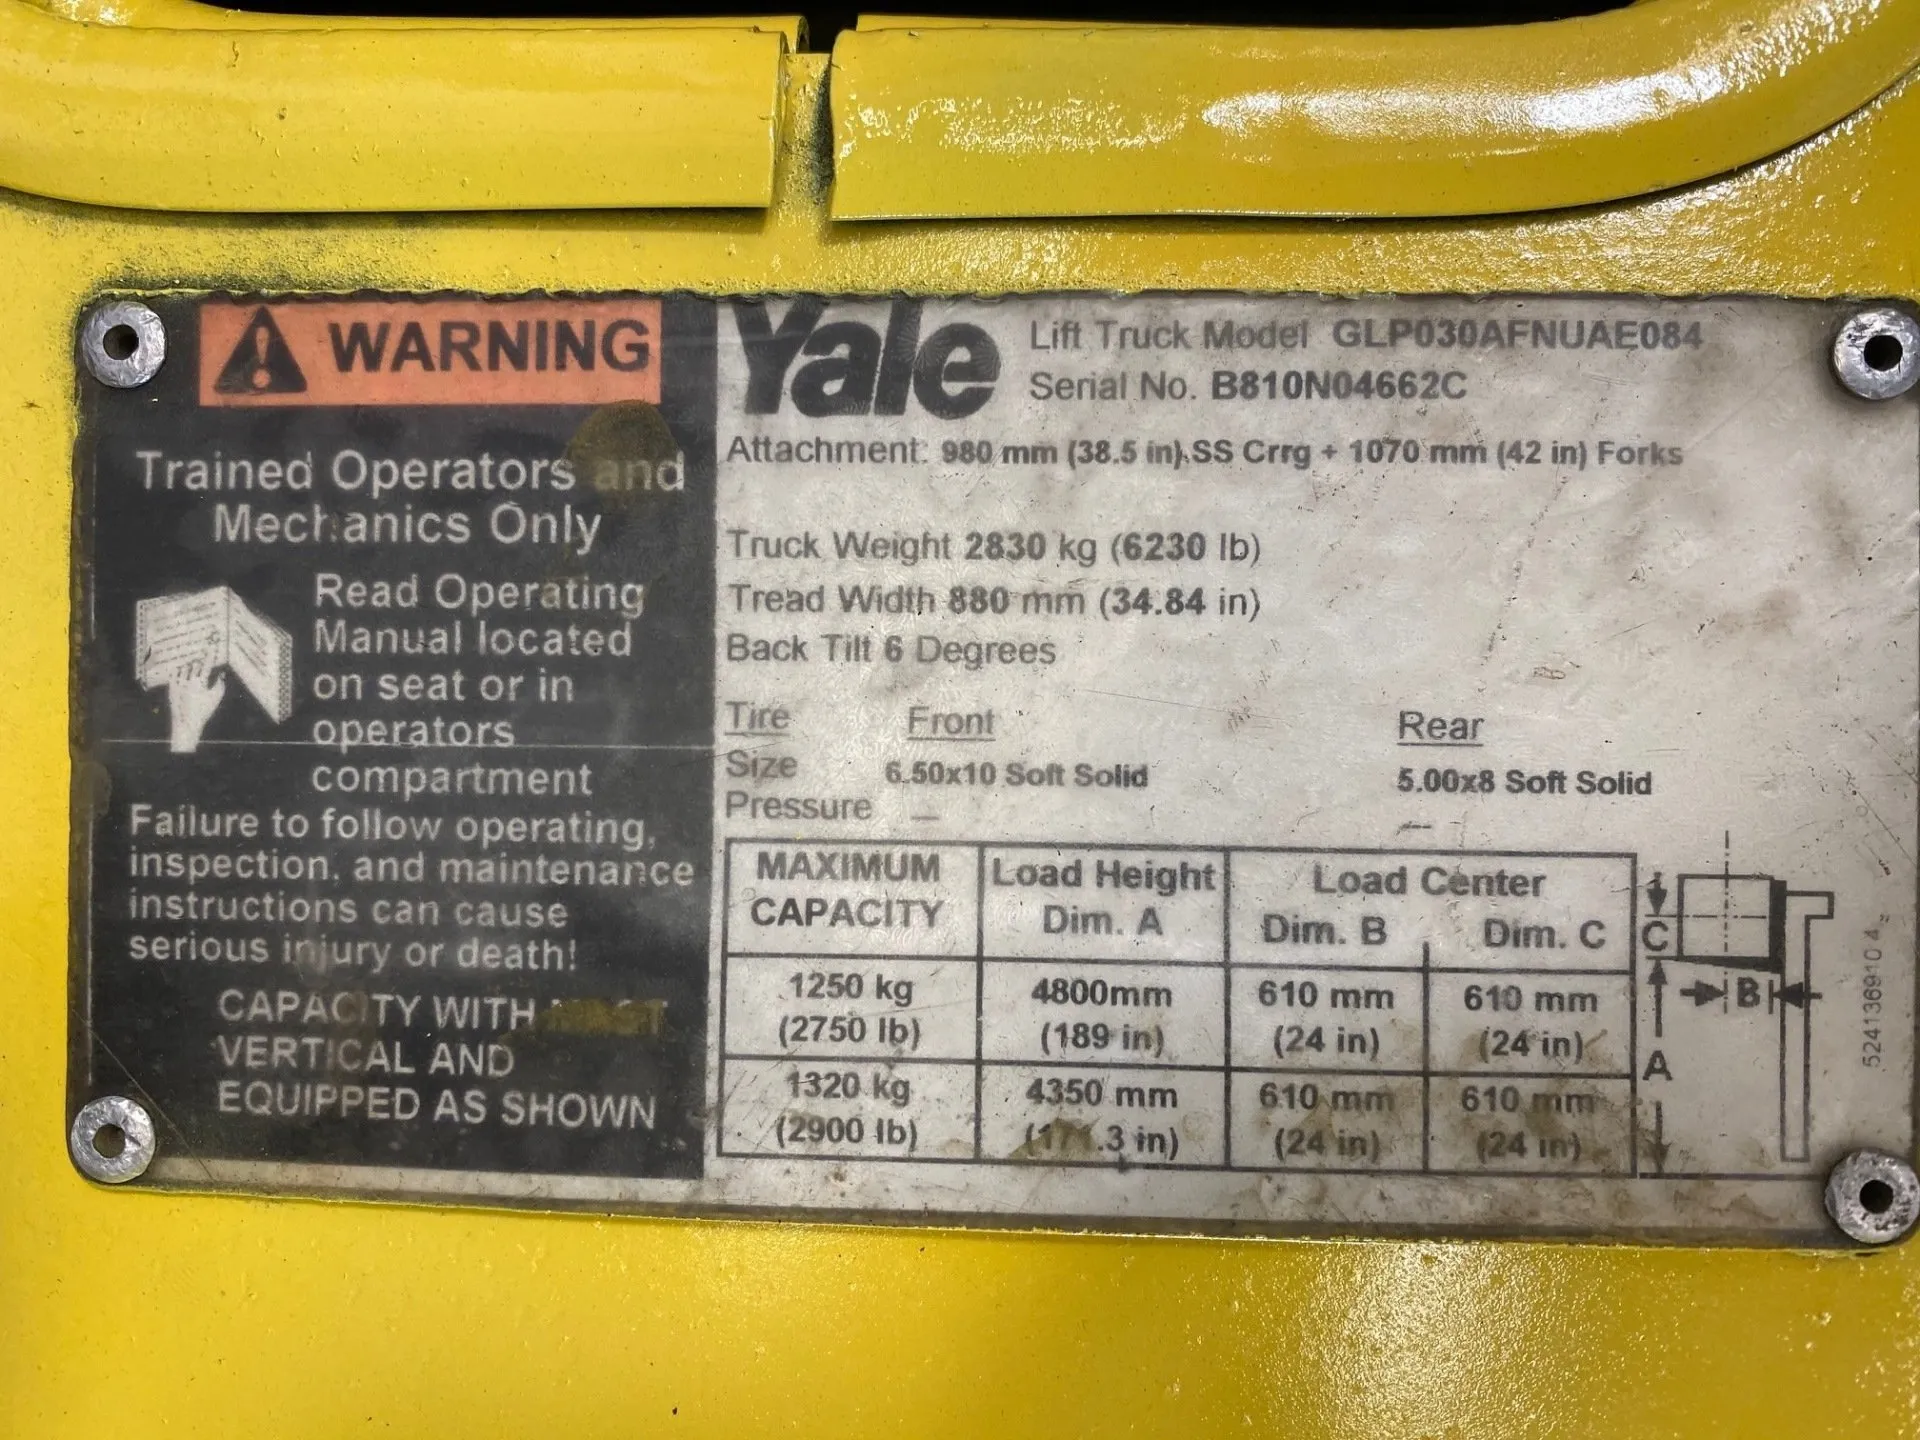 WARNING
Trained Operators and
Mechanics Only
Read Operating
Manual located
on seat or in
operators
compartment
Failure to follow operating,
inspection, and maintenance
instructions can cause
serious injury or death!
CAPACITY WITH MAST
VERTICAL AND
EQUIPPED AS SHOWN
Yale
Lift Truck Model GLP030AFNUAE084
Serial No. B810N04662C
Attachment: 980 mm (38.5 in) SS Crrg + 1070 mm (42 in) Forks
Truck Weight 2830 kg (6230 lb)
Tread Width 880 mm (34.84 in)
Back Tilt 6 Degrees
Tire Front Rear
Size 6.50x10 Soft Solid 5.00x8 Soft Solid
Pressure — —
MAXIMUM CAPACITY Load Height Dim. A Load Center Dim. B Dim. C
1250 kg 4800mm 610 mm 610 mm
(2750 lb) (189 in) (24 in) (24 in)
1320 kg 4350 mm 610 mm 610 mm
(2900 lb) (171.3 in) (24 in) (24 in)
C
B
A
524136910 4